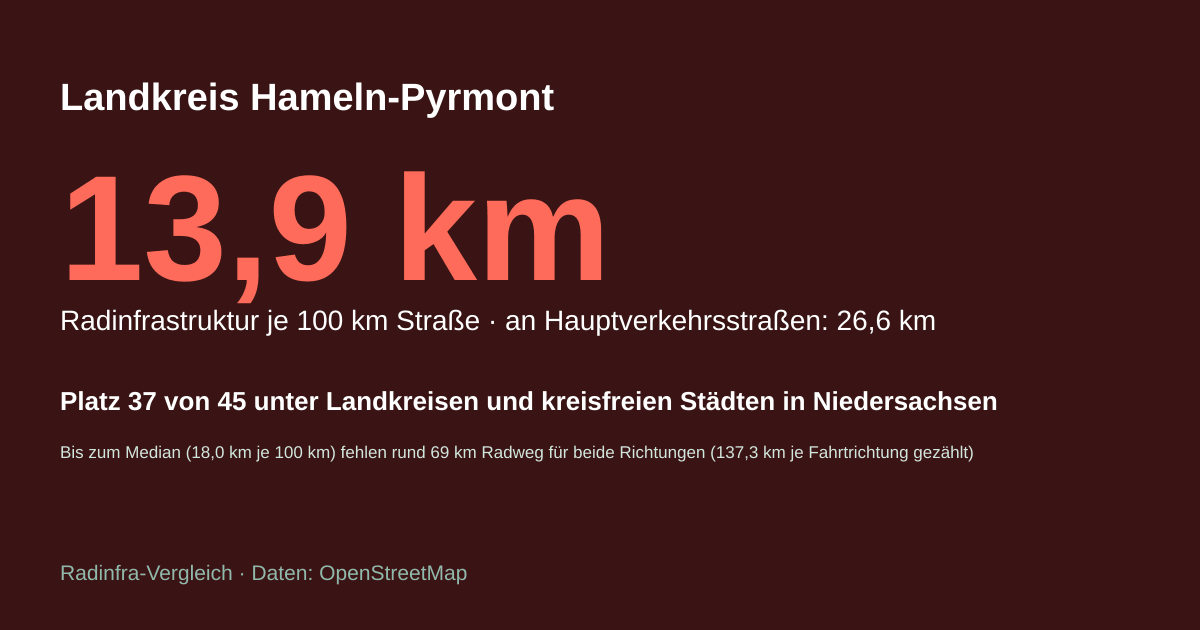 Landkreis Hameln-Pyrmont
13,9 km
Radinfrastruktur je 100 km Straße · an Hauptverkehrsstraßen: 26,6 km
Platz 37 von 45 unter Landkreisen und kreisfreien Städten in Niedersachsen
Bis zum Median (18,0 km je 100 km) fehlen rund 69 km Radweg für beide Richtungen (137,3 km je Fahrtrichtung gezählt)
Radinfra-Vergleich · Daten: OpenStreetMap